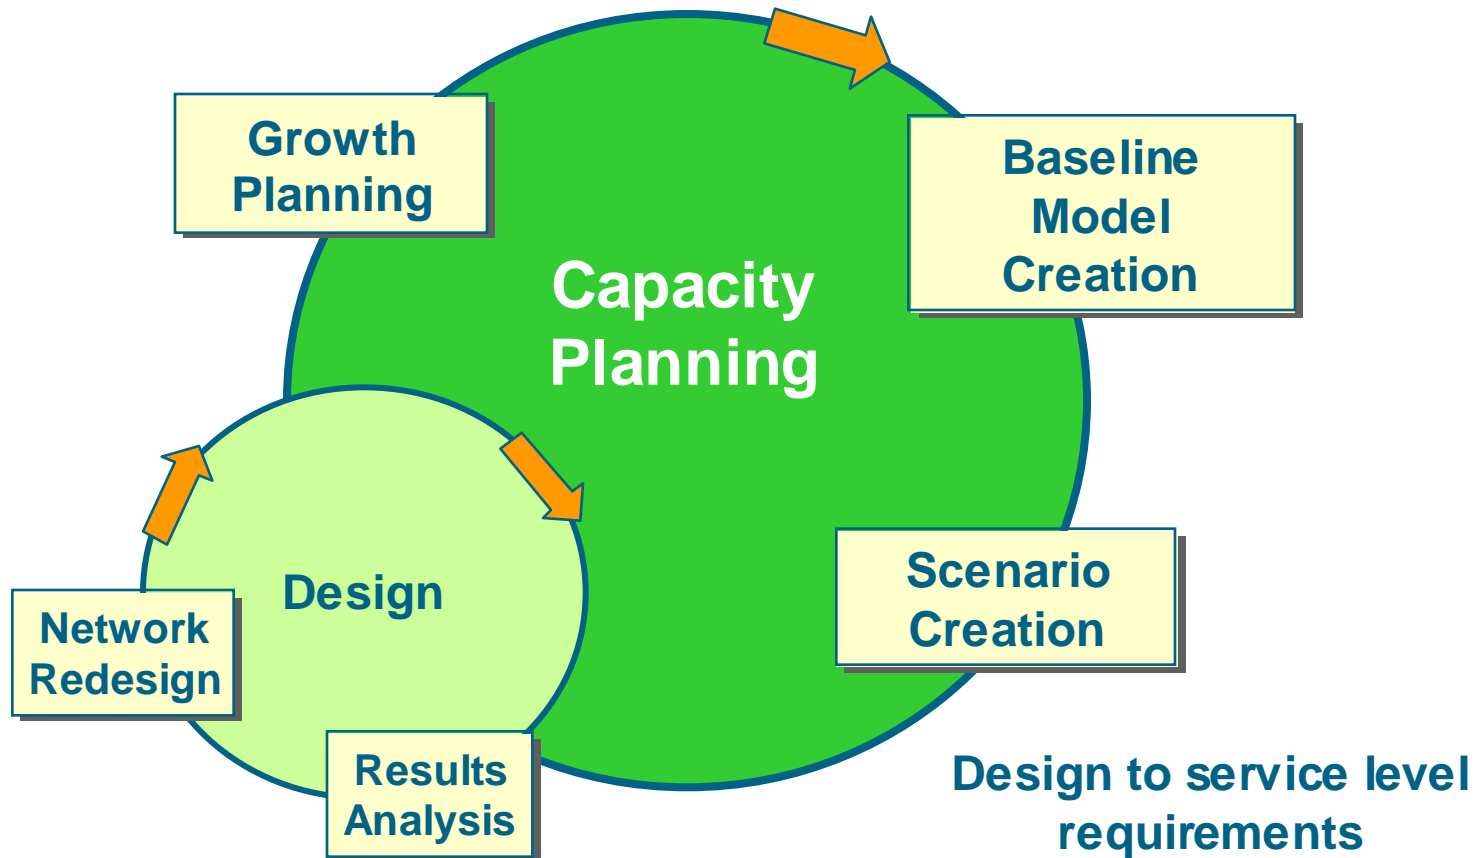 Growth
Planning
Baseline
Model
Creation
Capacity
Planning
Scenario
Creation
Design
Network
Redesign
Results
Analysis
Design to service level
requirements